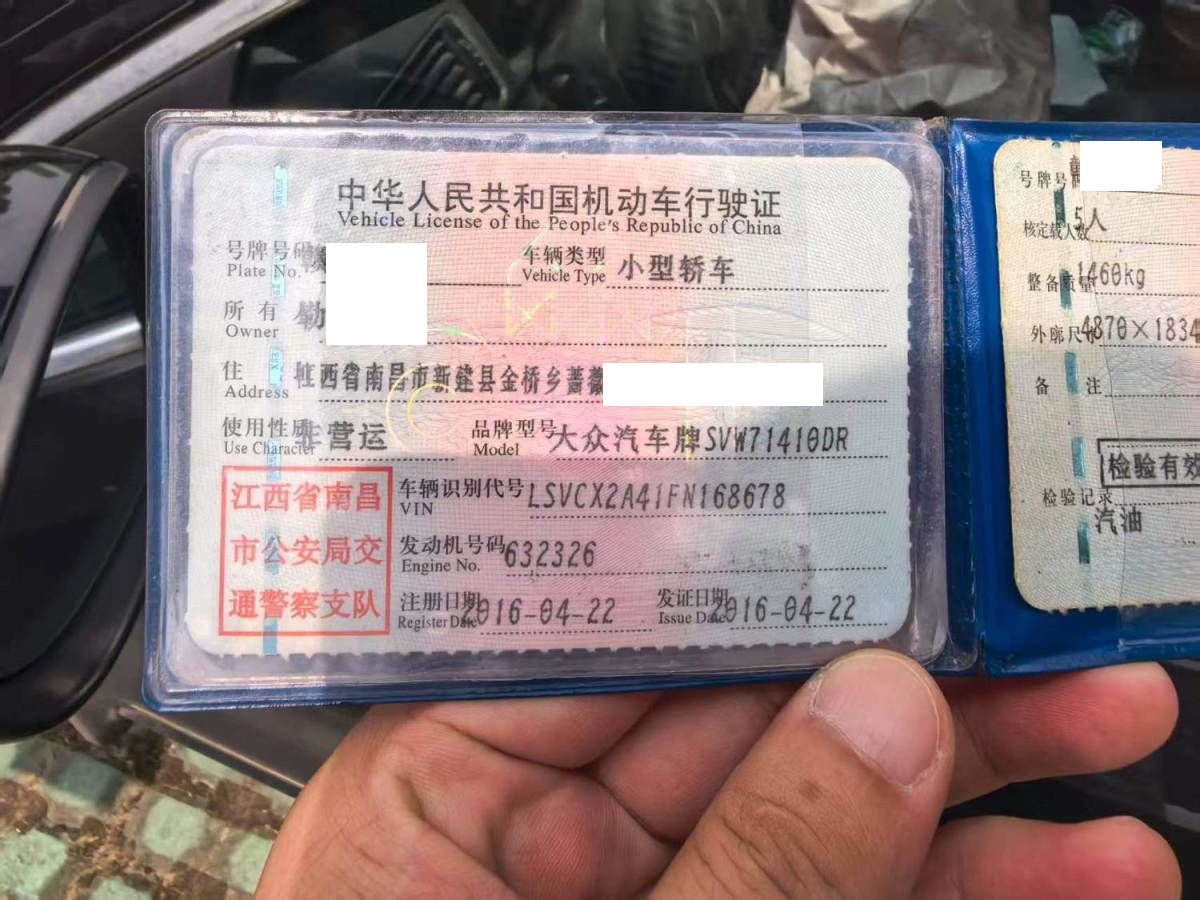 中华人民共和国机动车行驶证
Vehicle License of the People's Republic of China
号牌号码
Plate No.
车辆类型 小型轿车
Vehicle Type
所有
Owner
住址 江西省南昌市新建县金桥乡蔷薇
Address
使用性质 非营运
Use Character
品牌型号 大众汽车牌SVW71410DR
Model
江西省南昌
市公安局交
通警察支队
车辆识别代号 LSVCX2A41FN168678
VIN
发动机号码 632326
Engine No.
注册日期 2016-04-22
Register Date
发证日期 2016-04-22
Issue Date
号牌号码
核定载人数 5人
整备质量 1460kg
外廓尺寸 4870×1834
备注
检验有效
检验记录
汽油